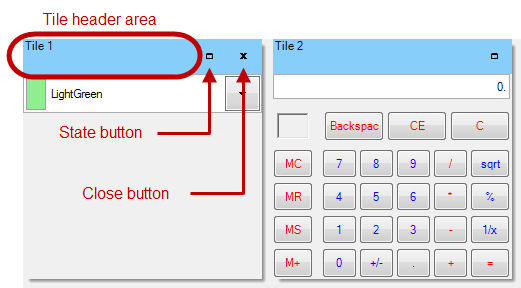 Tile header area
Tile 1
Tile 2
LightGreen
0.
State button
Close button
Backspac CE C
MC 7 8 9 / sqrt
MR 4 5 6 * %
MS 1 2 3 - 1/x
M+ 0 +/- . + =